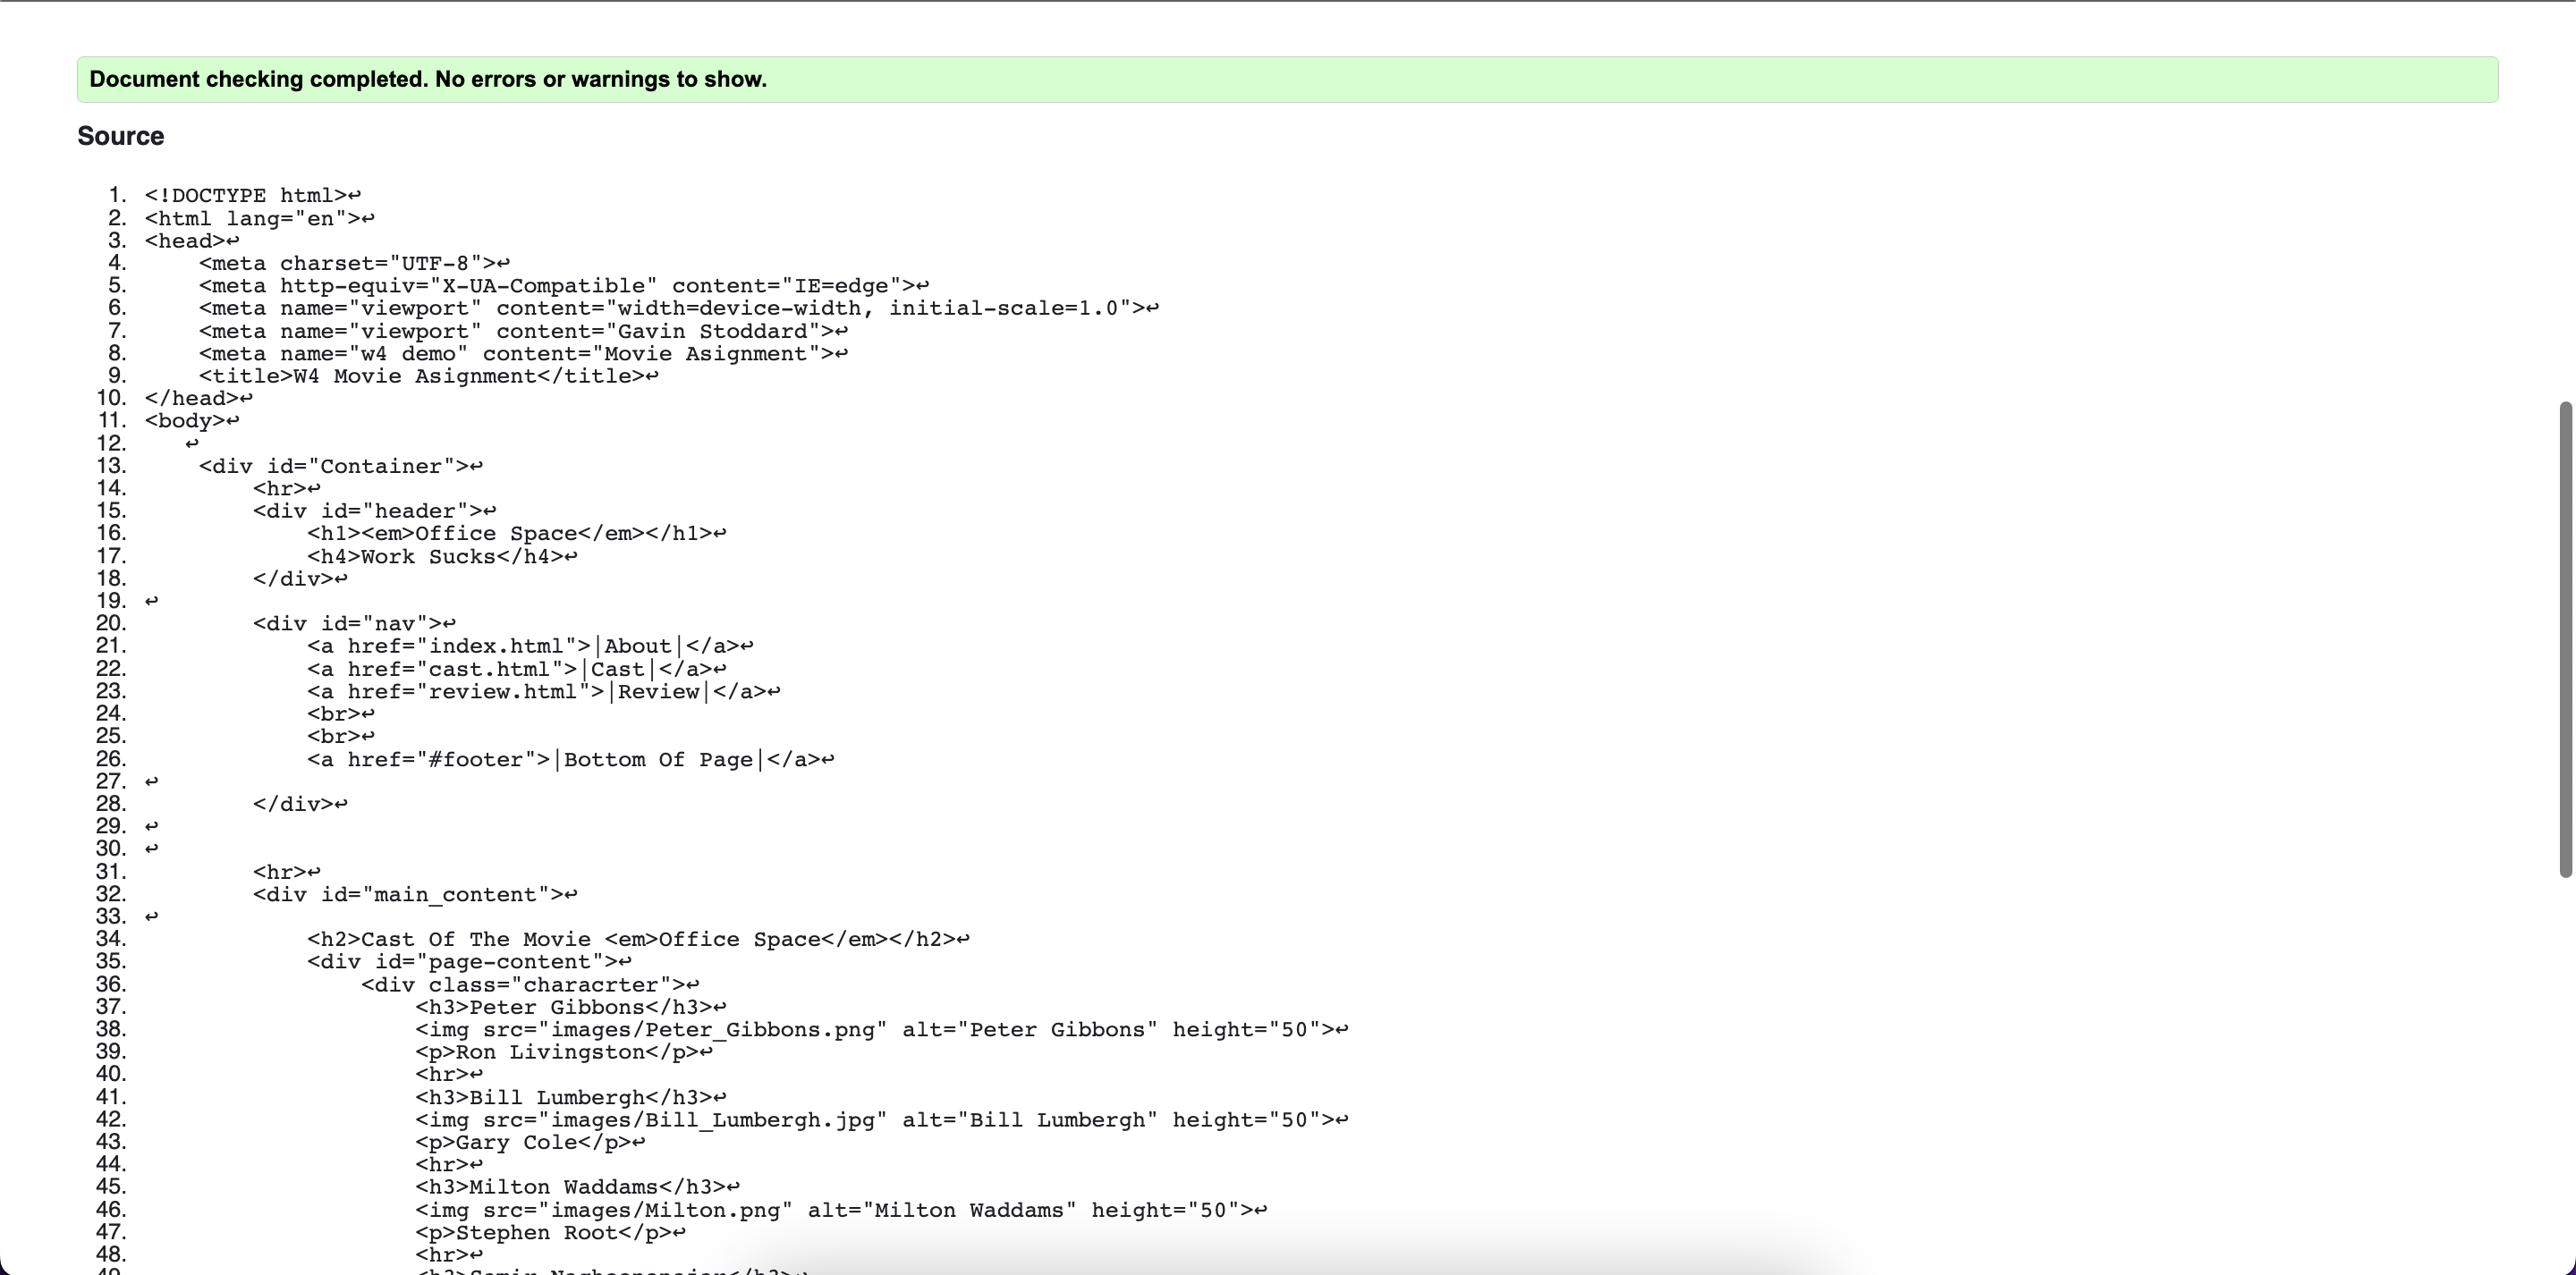 Document checking completed. No errors or warnings to show.
Source
1. <!DOCTYPE html>↩
2. <html lang="en">↩
3. <head>↩
4.     <meta charset="UTF-8">↩
5.     <meta http-equiv="X-UA-Compatible" content="IE=edge">↩
6.     <meta name="viewport" content="width=device-width, initial-scale=1.0">↩
7.     <meta name="viewport" content="Gavin Stoddard">↩
8.     <meta name="w4 demo" content="Movie Asignment">↩
9.     <title>W4 Movie Asignment</title>↩
10. </head>↩
11. <body>↩
12.    ↩
13.     <div id="Container">↩
14.         <hr>↩
15.         <div id="header">↩
16.             <h1><em>Office Space</em></h1>↩
17.             <h4>Work Sucks</h4>↩
18.         </div>↩
19. ↩
20.         <div id="nav">↩
21.             <a href="index.html">|About|</a>↩
22.             <a href="cast.html">|Cast|</a>↩
23.             <a href="review.html">|Review|</a>↩
24.             <br>↩
25.             <br>↩
26.             <a href="#footer">|Bottom Of Page|</a>↩
27. ↩
28.         </div>↩
29. ↩
30. ↩
31.         <hr>↩
32.         <div id="main_content">↩
33. ↩
34.             <h2>Cast Of The Movie <em>Office Space</em></h2>↩
35.             <div id="page-content">↩
36.                 <div class="characrter">↩
37.                     <h3>Peter Gibbons</h3>↩
38.                     <img src="images/Peter_Gibbons.png" alt="Peter Gibbons" height="50">↩
39.                     <p>Ron Livingston</p>↩
40.                     <hr>↩
41.                     <h3>Bill Lumbergh</h3>↩
42.                     <img src="images/Bill_Lumbergh.jpg" alt="Bill Lumbergh" height="50">↩
43.                     <p>Gary Cole</p>↩
44.                     <hr>↩
45.                     <h3>Milton Waddams</h3>↩
46.                     <img src="images/Milton.png" alt="Milton Waddams" height="50">↩
47.                     <p>Stephen Root</p>↩
48.                     <hr>↩